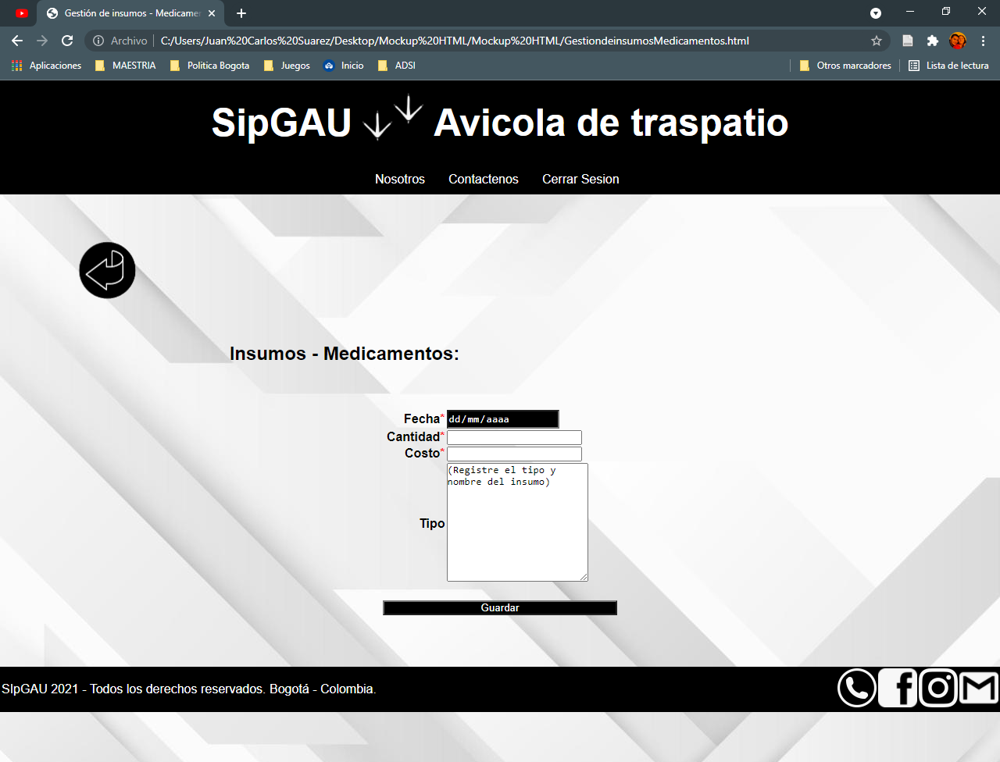 Gestión de insumos - Medicamen
Archivo C:/Users/Juan%20Carlos%20Suarez/Desktop/Mockup%20HTML/Mockup%20HTML/GestiondeinsumosMedicamentos.html
Aplicaciones MAESTRIA Politica Bogota Juegos Inicio ADSI Otros marcadores Lista de lectura
SipGAU Avicola de traspatio
Nosotros Contactenos Cerrar Sesion
Insumos - Medicamentos:
Fecha* dd/mm/aaaa
Cantidad*
Costo*
(Registre el tipo y
nombre del insumo)
Tipo
Guardar
SIpGAU 2021 - Todos los derechos reservados. Bogotá - Colombia.